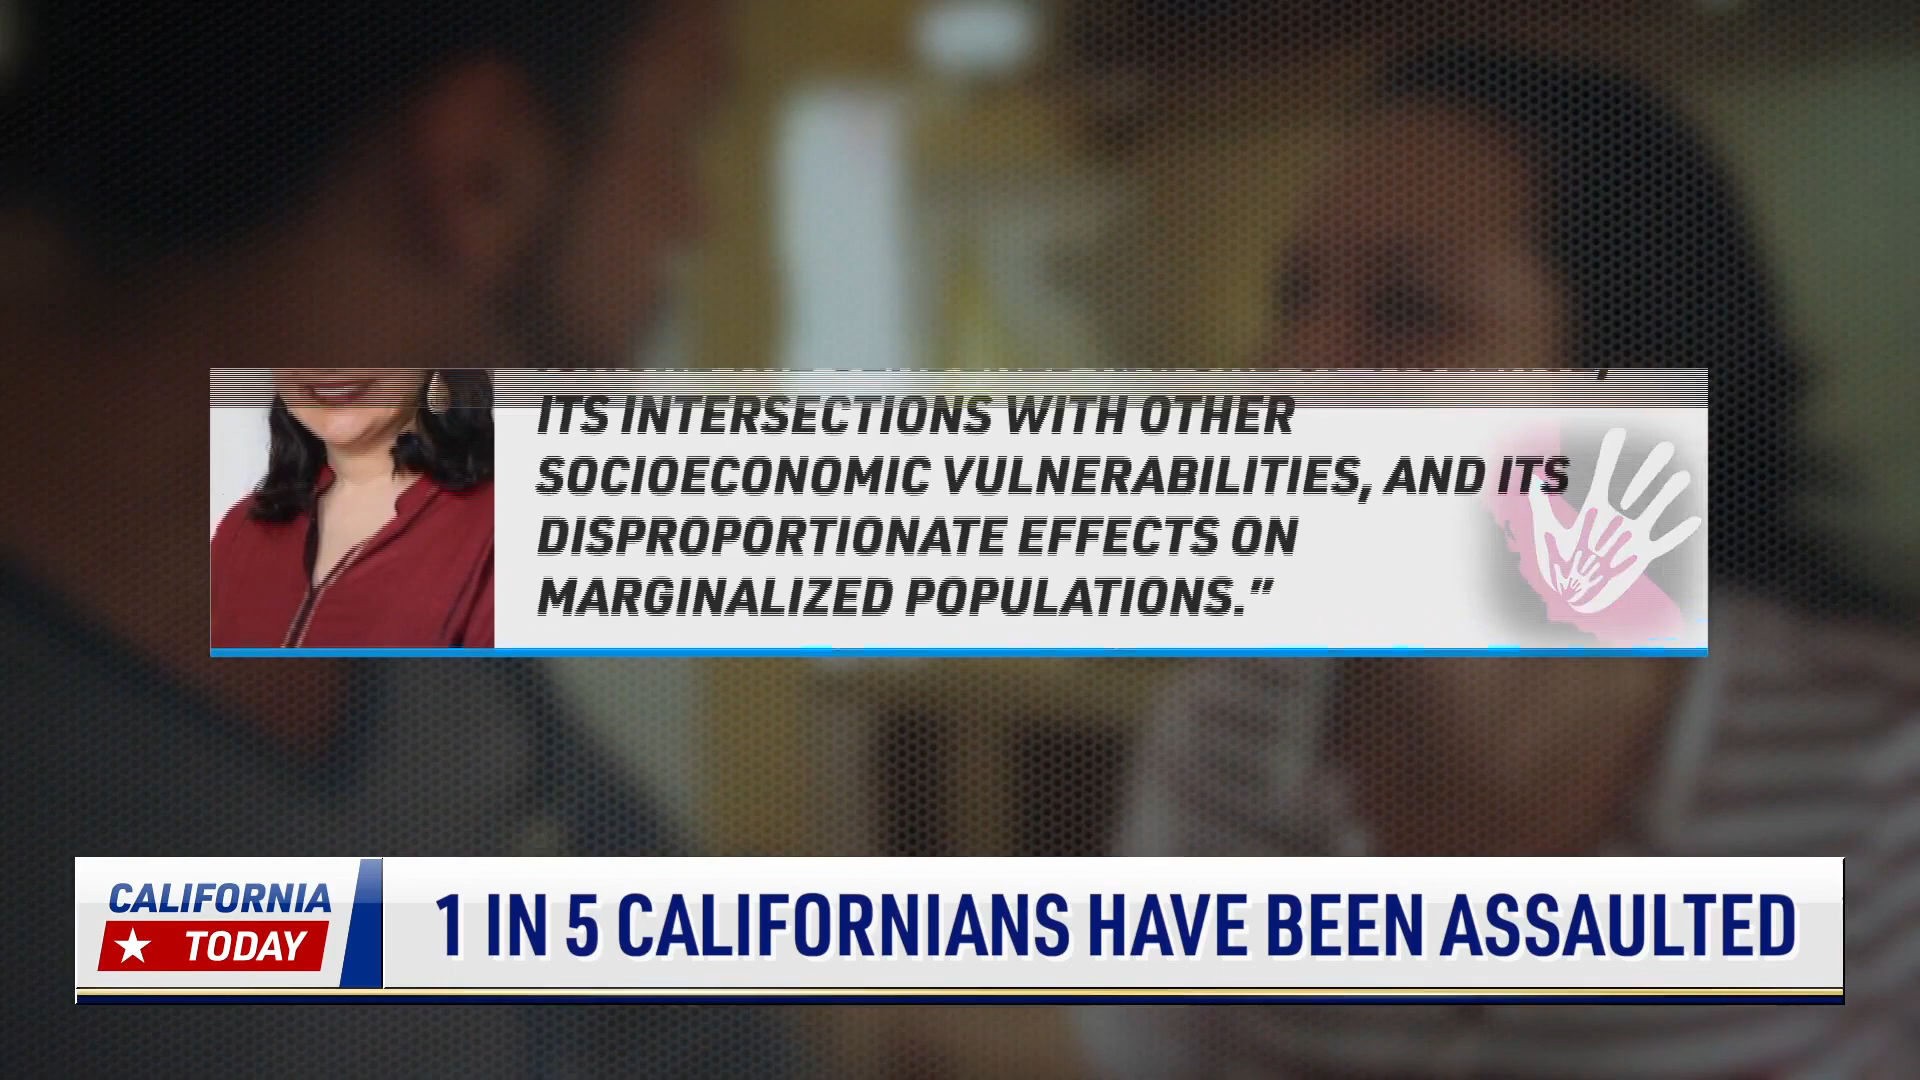 ITS INTERSECTIONS WITH OTHER
SOCIOECONOMIC VULNERABILITIES, AND ITS
DISPROPORTIONATE EFFECTS ON
MARGINALIZED POPULATIONS.”
CALIFORNIA
TODAY
1 IN 5 CALIFORNIANS HAVE BEEN ASSAULTED